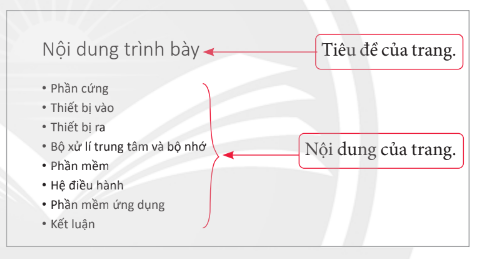 Nội dung trình bày
Tiêu đề của trang.
• Phần cứng
• Thiết bị vào
• Thiết bị ra
• Bộ xử lí trung tâm và bộ nhớ
• Phần mềm
• Hệ điều hành
• Phần mềm ứng dụng
• Kết luận
Nội dung của trang.